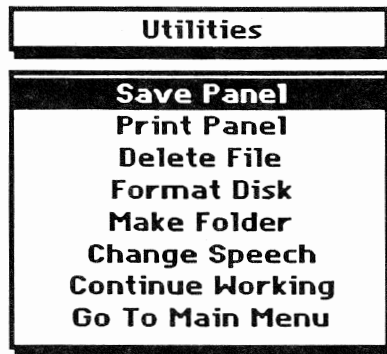 Utilities
Save Panel
Print Panel
Delete File
Format Disk
Make Folder
Change Speech
Continue Working
Go To Main Menu